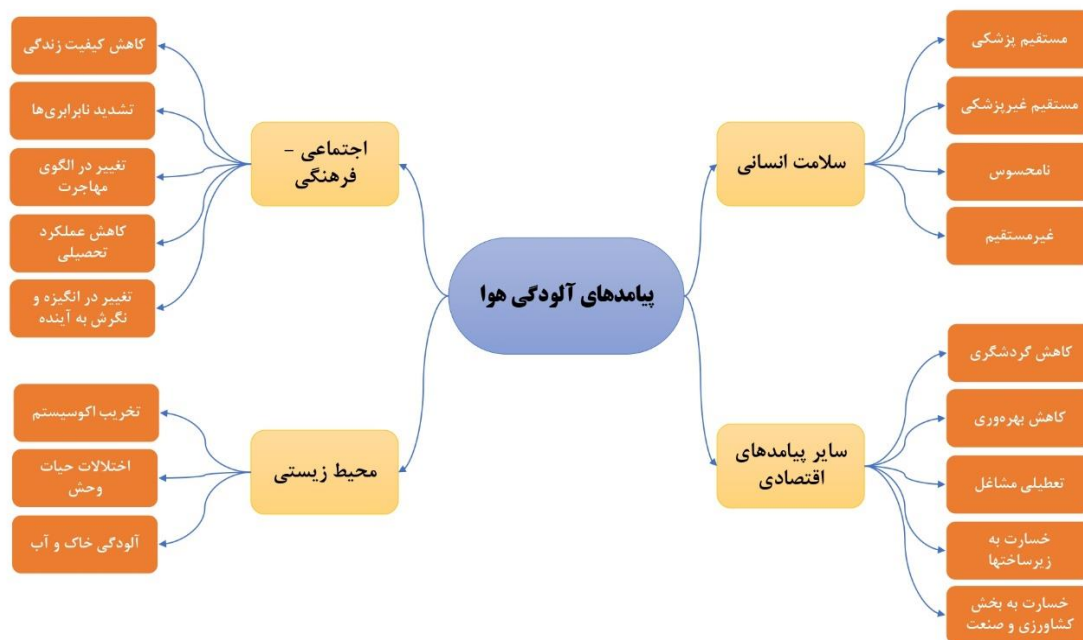 پیامدهای آلودگی هوا
سلامت انسانی
مستقیم پزشکی
مستقیم غیرپزشکی
نامحسوس
غیرمستقیم
سایر پیامدهای
اقتصادی
کاهش گردشگری
کاهش بهره‌وری
تعطیلی مشاغل
خسارت به
زیرساختها
خسارت به بخش
کشاورزی و صنعت
اجتماعی –
فرهنگی
کاهش کیفیت زندگی
تشدید نابرابری‌ها
تغییر در الگوی
مهاجرت
کاهش عملکرد
تحصیلی
تغییر در انگیزه و
نگرش به آینده
محیط زیستی
تخریب اکوسیستم
اختلالات حیات
وحش
آلودگی خاک و آب